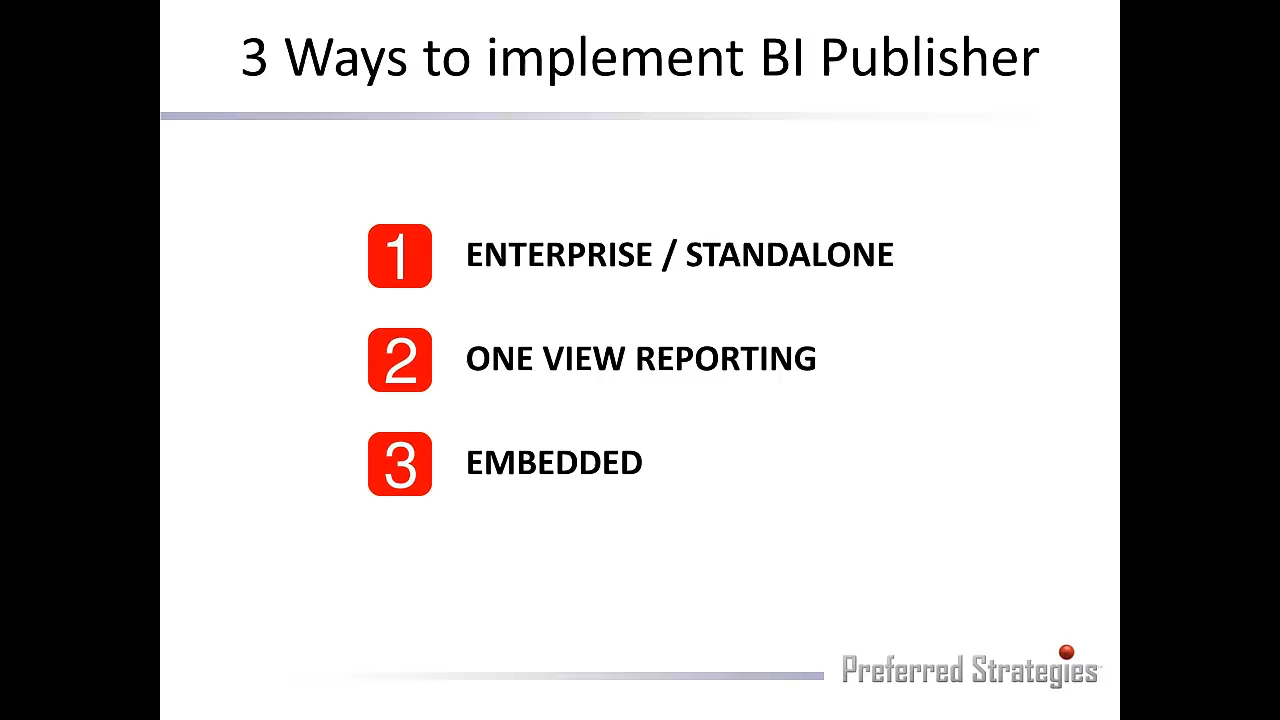 3 Ways to implement BI Publisher
1 ENTERPRISE / STANDALONE
2 ONE VIEW REPORTING
3 EMBEDDED
Preferred Strategies